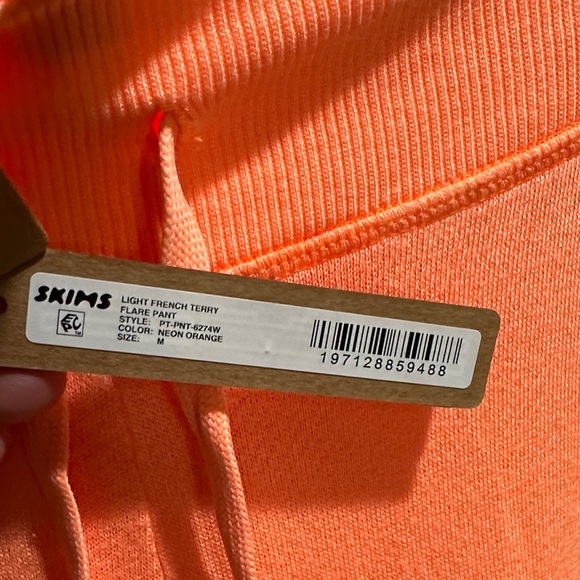 SKIMS
LIGHT FRENCH TERRY
FLARE PANT
STYLE: PT-PNT-6274W
COLOR: NEON ORANGE
SIZE: M
197128859488